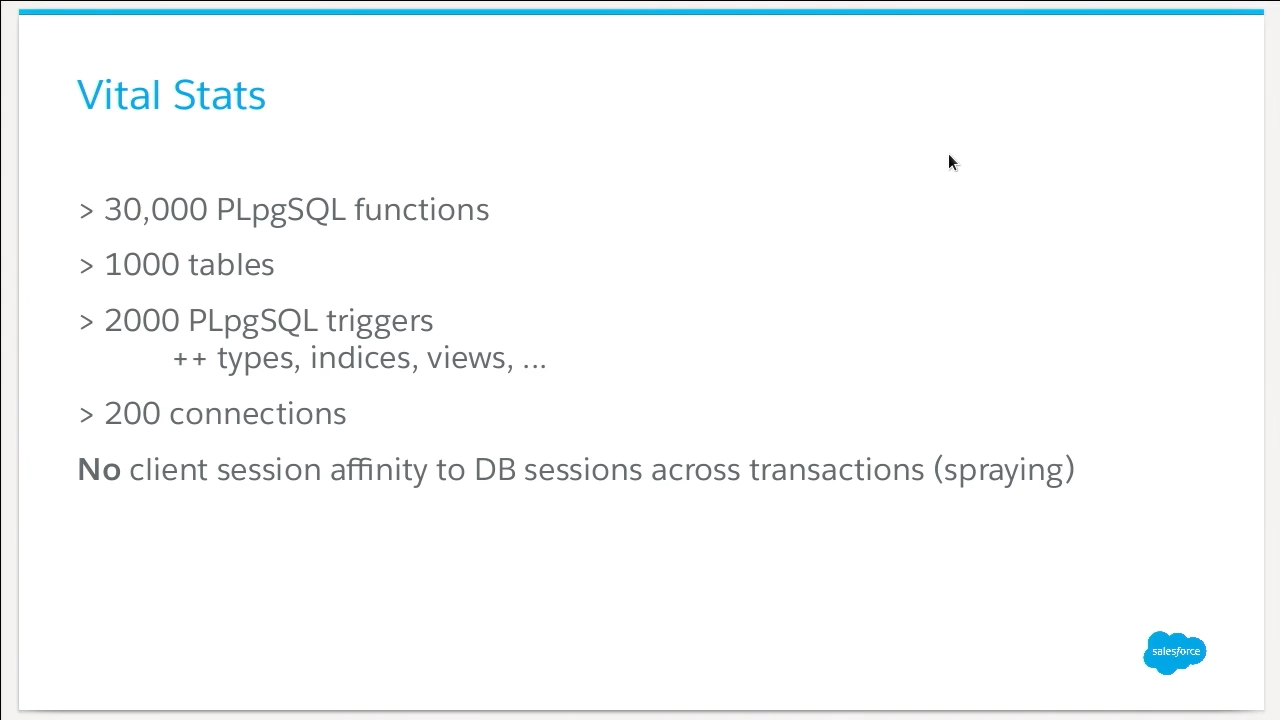 Vital Stats
> 30,000 PLpgSQL functions
> 1000 tables
> 2000 PLpgSQL triggers
++ types, indices, views, ...
> 200 connections
No client session affinity to DB sessions across transactions (spraying)
salesforce